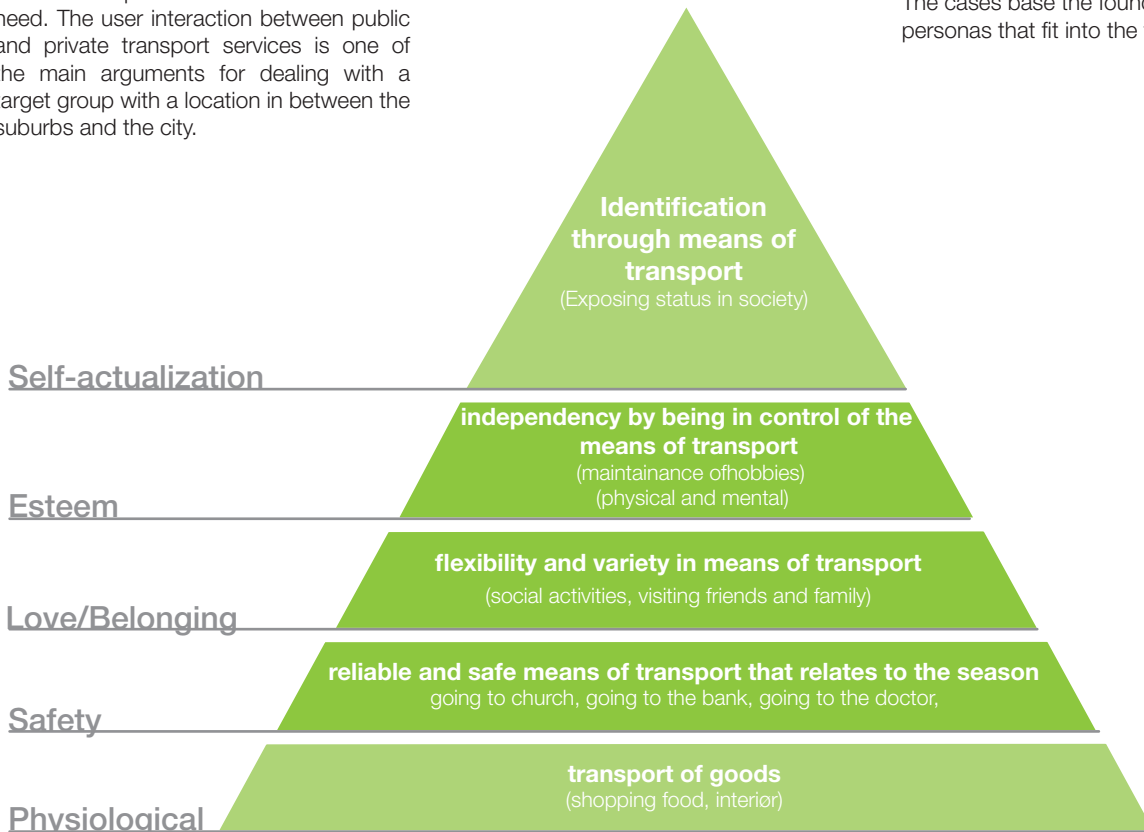 need. The user interaction between public
and private transport services is one of
the main arguments for dealing with a
target group with a location in between the
suburbs and the city.
The cases base the found
personas that fit into the
Identification
through means of
transport
(Exposing status in society)
Self-actualization
independency by being in control of the
means of transport
(maintainance ofhobbies)
(physical and mental)
Esteem
flexibility and variety in means of transport
(social activities, visiting friends and family)
Love/Belonging
reliable and safe means of transport that relates to the season
going to church, going to the bank, going to the doctor,
Safety
transport of goods
(shopping food, interiør)
Physiological